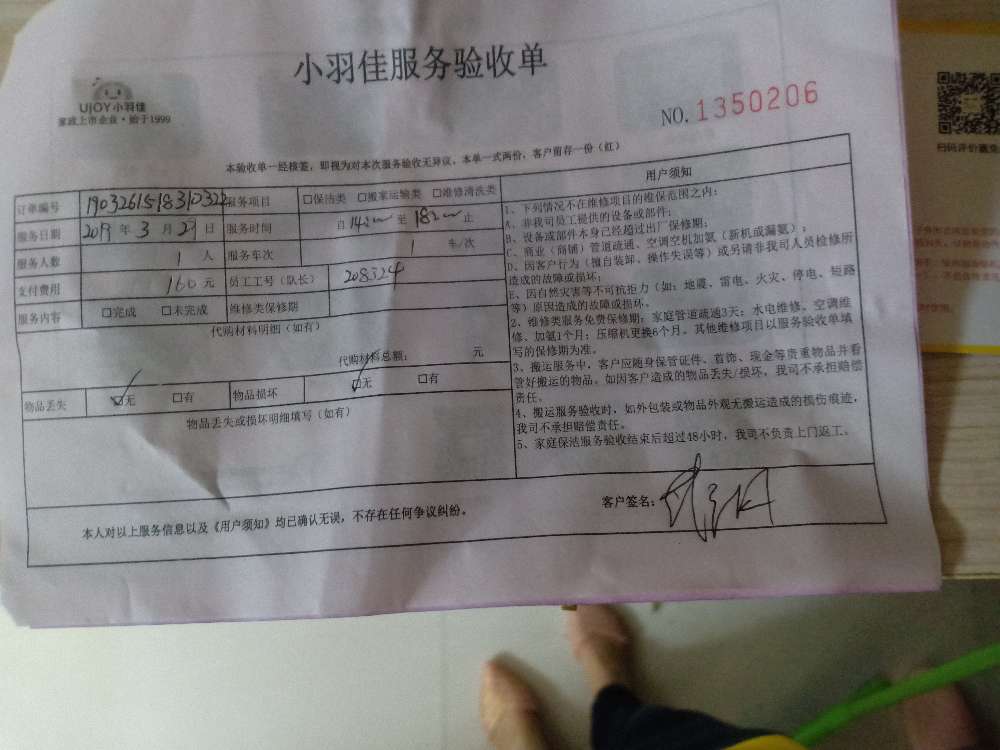 小羽佳服务验收单
UJOY小羽佳
家政上市企业·始于1999
NO.1350206
本验收单一经核签，即视为对本次服务验收无异议，本单一式两份，客户留存一份（红）
订单编号 1903261518310322 服务项目 □保洁类 □搬家运输类 □维修清洗类
服务日期 2019 年 3 月 29 日 服务时间 自 14 至 18 止
服务人数 1 人 服务车次 1 车/次
支付费用 160 元 员工工号（队长） 208324
服务内容 □完成 □未完成 维修类保修期
代购材料明细（如有）
代购材料总额： 元
物品丢失 ☑无 □有 物品损坏 ☑无 □有
物品丢失或损坏明细填写（如有）
用户须知
1、下列情况不在维修项目的维保范围之内：
A、非我司员工提供的设备或部件；
B、设备或部件本身已经超过出厂保修期；
C、商业（商铺）管道疏通、空调空机加氨（新机或漏氨）；
D、因客户行为（擅自装卸、操作失误等）或另请非我司人员检修所
造成的故障或损坏；
E、因自然灾害等不可抗拒力（如：地震、雷电、火灾、停电、短路
等）原因造成的故障或损坏。
2、维修类服务免费保修期：家庭管道疏通3天；水电维修、空调维
修、加氨1个月；压缩机更换6个月。其他维修项目以服务验收单填
写的保修期为准。
3、搬运服务中，客户应随身保管证件、首饰、现金等贵重物品并看
管好搬运的物品。如因客户造成的物品丢失/损坏，我司不承担赔偿
责任。
4、搬运服务验收时，如外包装或物品外观无搬运造成的损伤痕迹，
我司不承担赔偿责任。
5、家庭保洁服务验收结束后超过48小时，我司不负责上门返工。
本人对以上服务信息以及《用户须知》均已确认无误，不存在任何争议纠纷。
客户签名：
扫码评价赢免